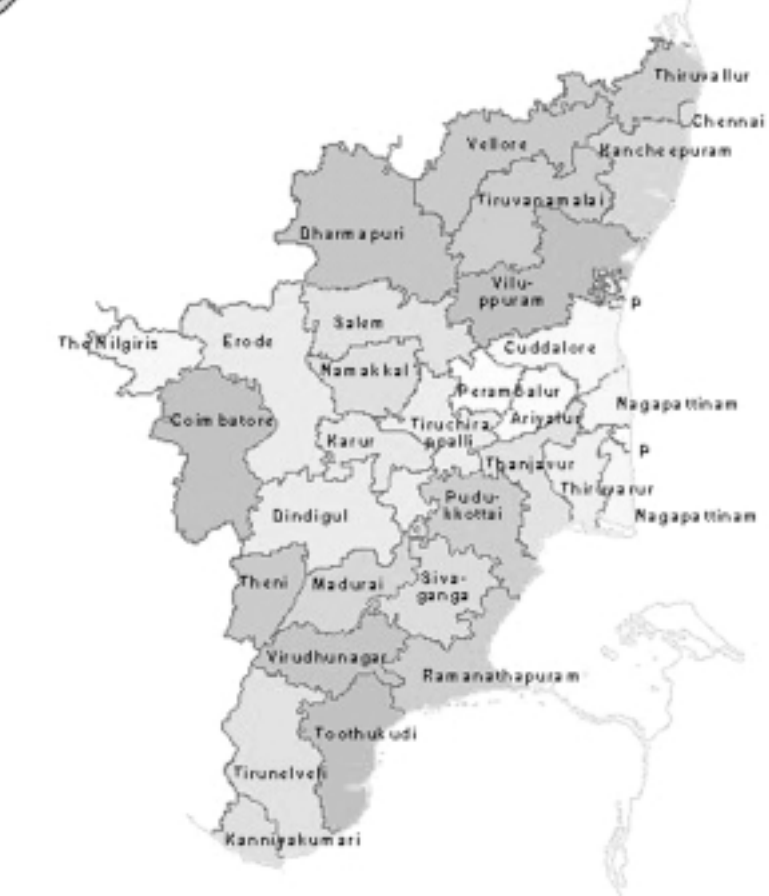 Thiruvallur
Chennai
Vellore
Kancheepuram
Tiruvanamalai
Dharmapuri
Vilu-
ppuram
P
Salem
The Nilgiris
Erode
Cuddalore
Namakkal
Perambalur
Nagapattinam
Coimbatore
Ariyalur
Tiruchira
ppalli
Karur
P
Thanjavur
Thiruvarur
Pudu-
kkottai
Dindigul
Nagapattinam
Theni
Madurai
Siva-
ganga
Virudhunagar
Ramanathapuram
Toothukudi
Tirunelveli
Kanniyakumari